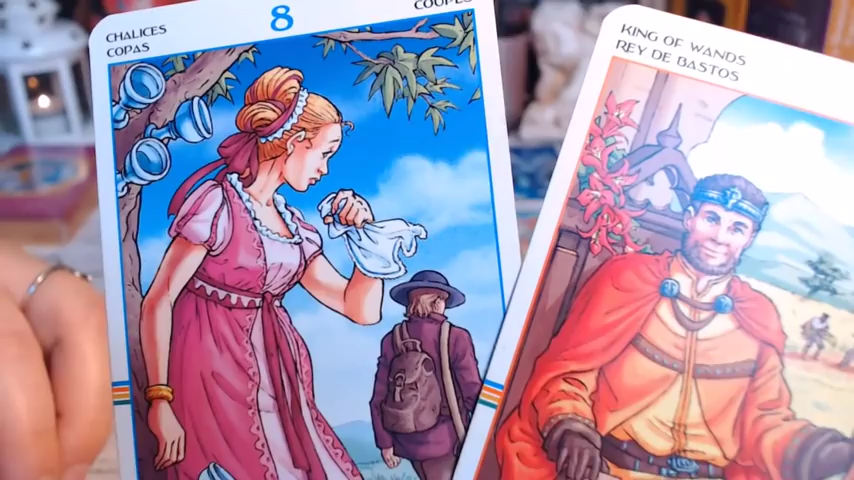 CHALICES
COPAS
8
COUPES
KING OF WANDS
REY DE BASTOS